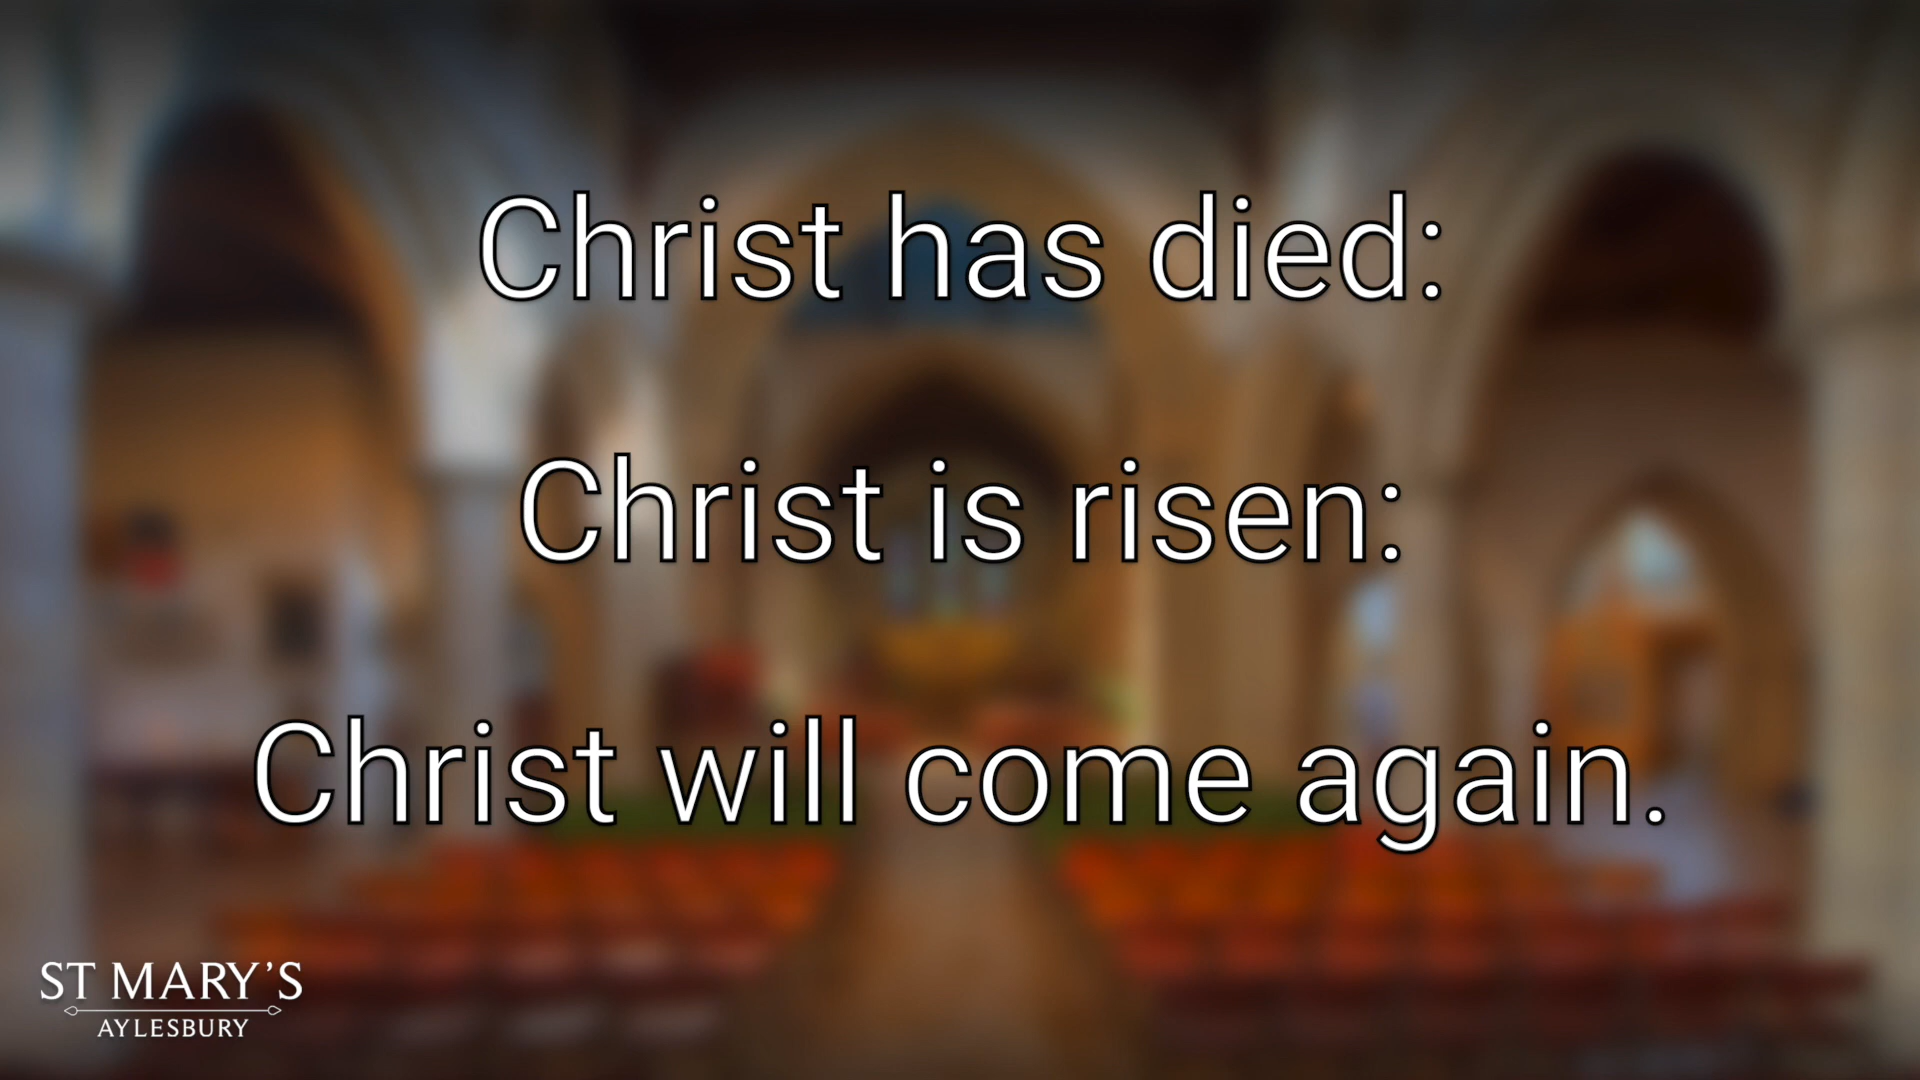 Christ has died:
Christ is risen:
Christ will come again.
ST MARY'S
AYLESBURY